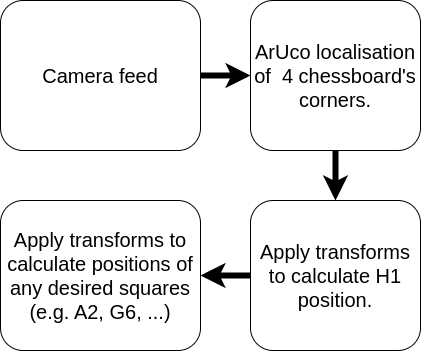 Camera feed
ArUco localisation
of  4 chessboard's
corners.
Apply transforms
to calculate H1
position.
Apply transforms to
calculate positions of
any desired squares
(e.g. A2, G6, ...)